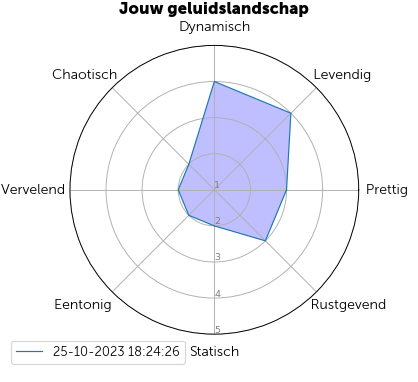 Jouw geluidslandschap
Dynamisch
Chaotisch
Levendig
Vervelend
1
Prettig
2
3
4
Eentonig
Rustgevend
5
25-10-2023 18:24:26
Statisch